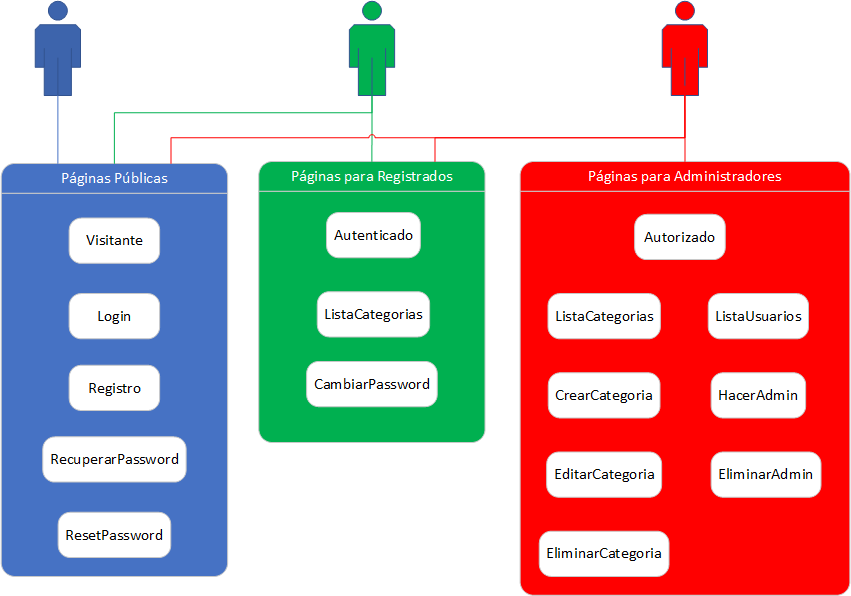 Páginas Públicas
Visitante
Login
Registro
RecuperarPassword
ResetPassword
Páginas para Registrados
Autenticado
ListaCategorias
CambiarPassword
Páginas para Administradores
Autorizado
ListaCategorias
ListaUsuarios
CrearCategoria
HacerAdmin
EditarCategoria
EliminarAdmin
EliminarCategoria